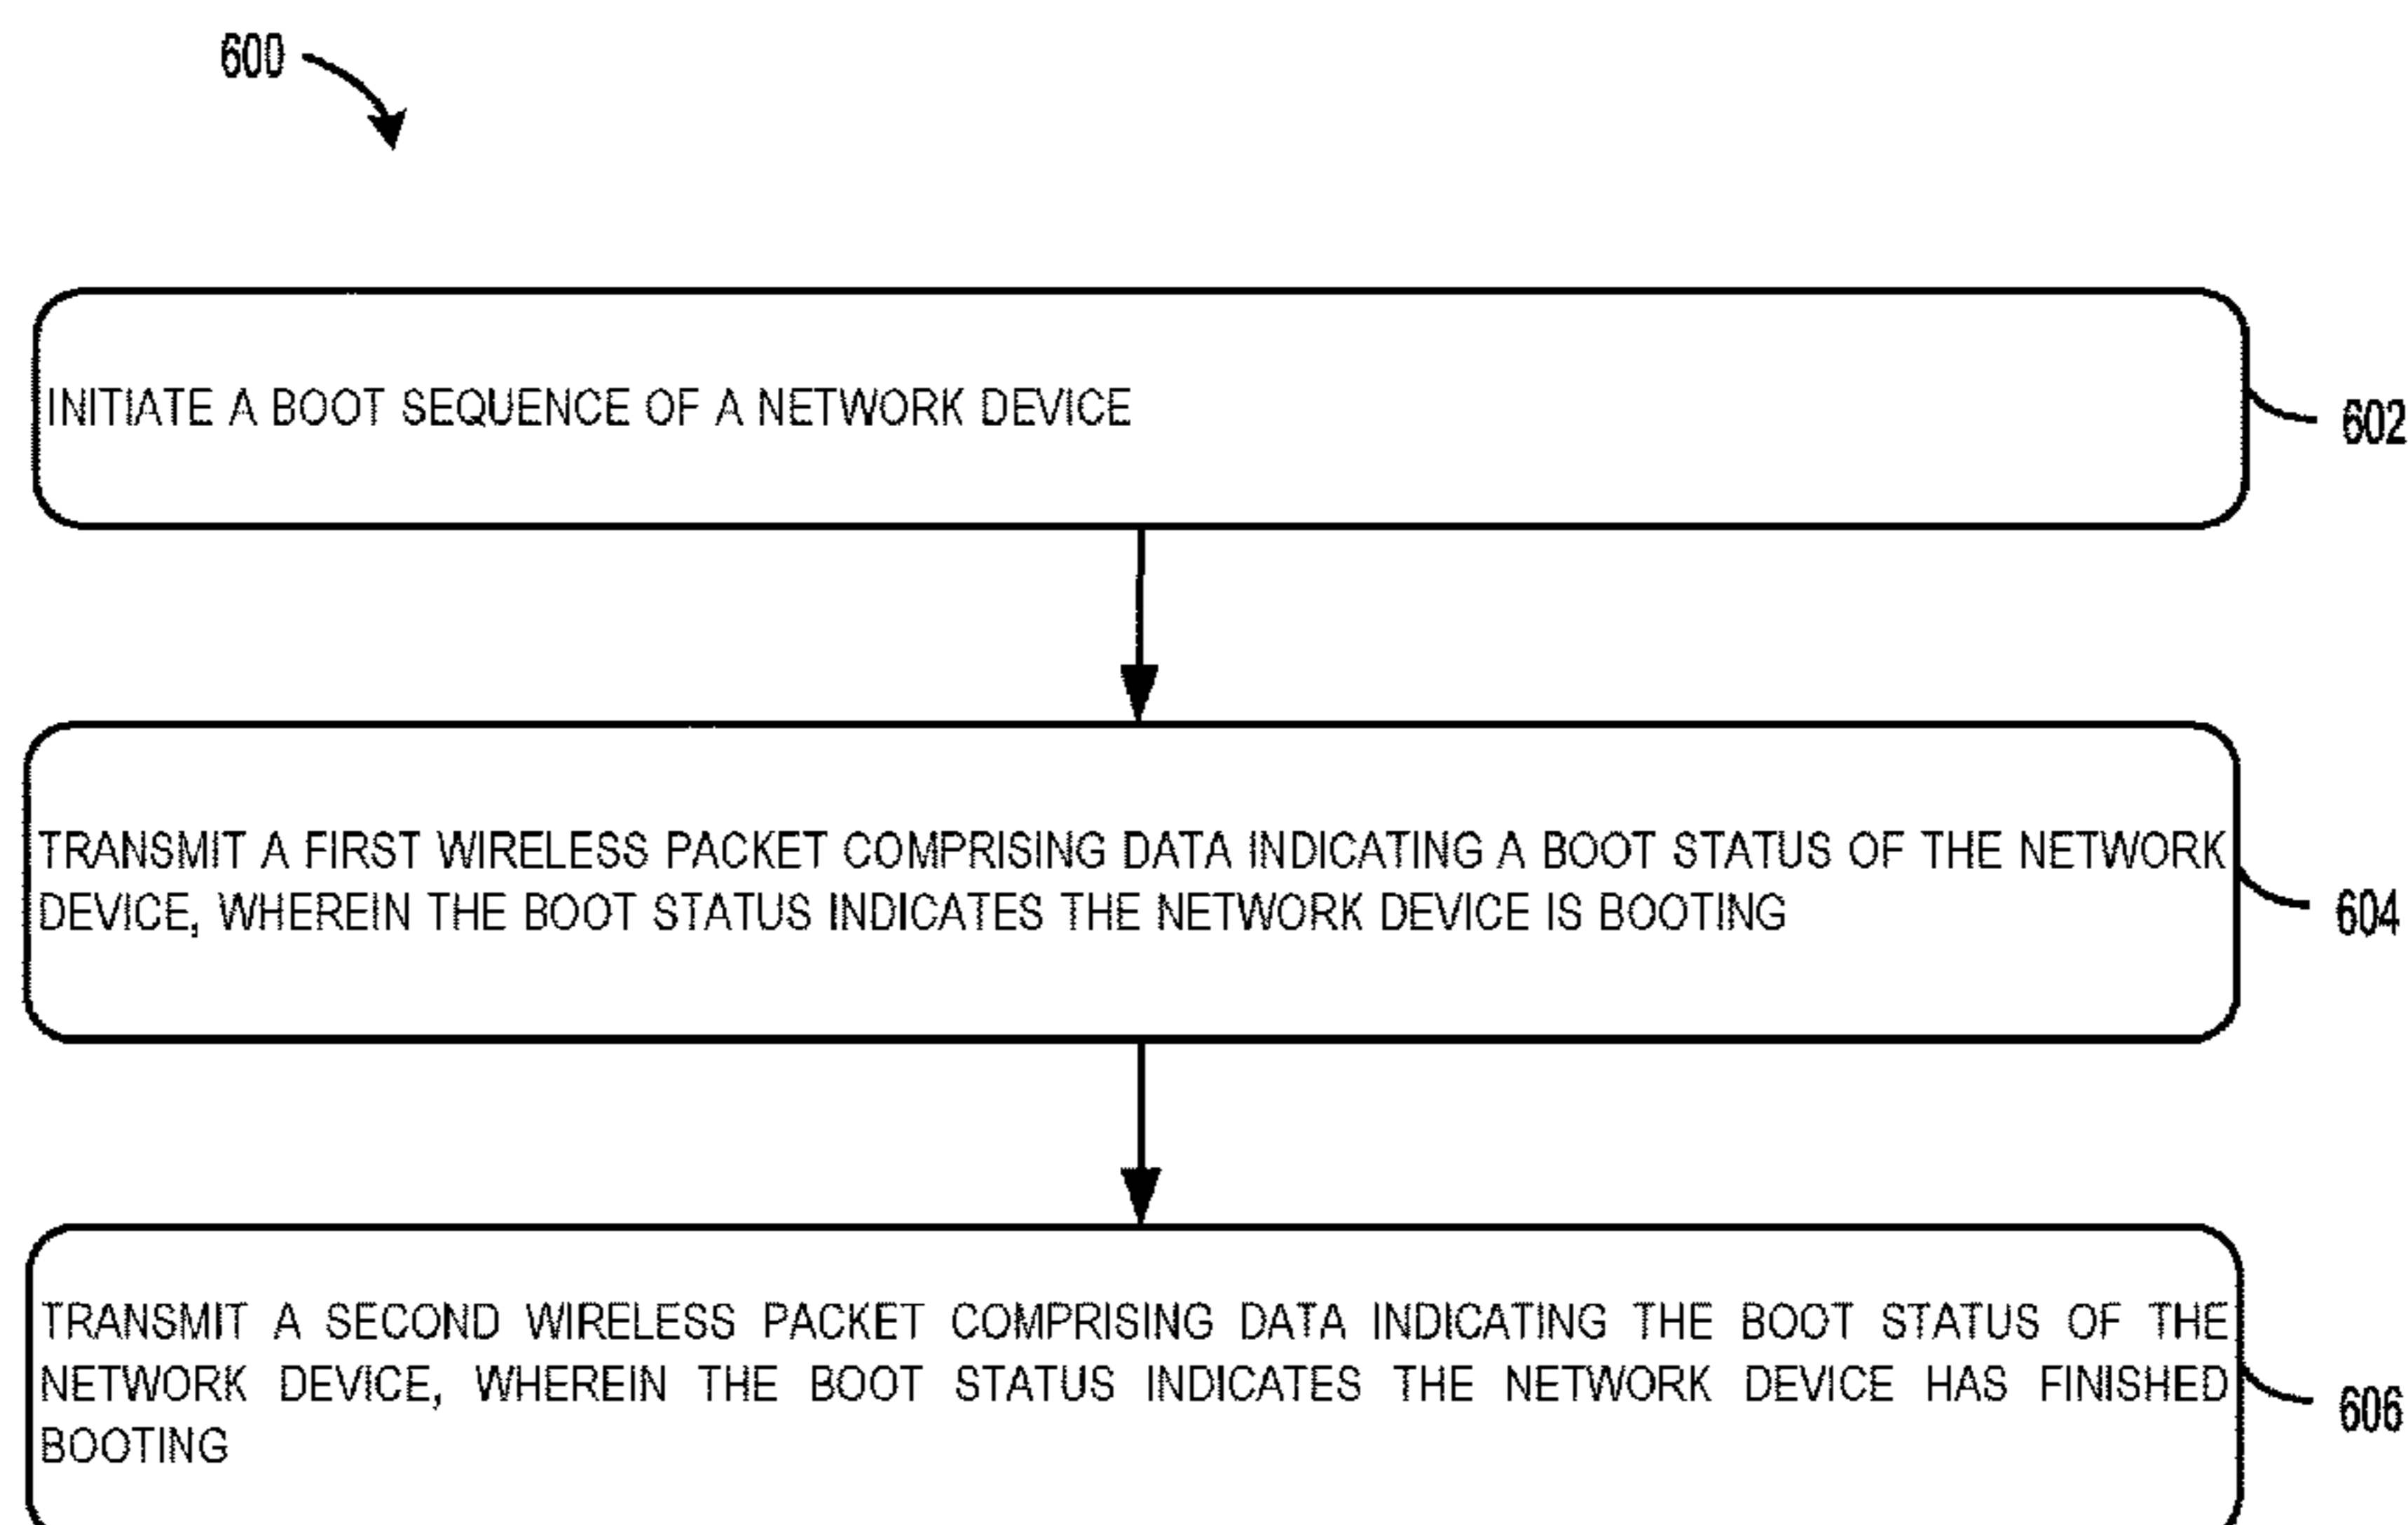 600
INITIATE A BOOT SEQUENCE OF A NETWORK DEVICE
602
TRANSMIT A FIRST WIRELESS PACKET COMPRISING DATA INDICATING A BOOT STATUS OF THE NETWORK
DEVICE, WHEREIN THE BOOT STATUS INDICATES THE NETWORK DEVICE IS BOOTING
604
TRANSMIT A SECOND WIRELESS PACKET COMPRISING DATA INDICATING THE BOOT STATUS OF THE
NETWORK DEVICE, WHEREIN THE BOOT STATUS INDICATES THE NETWORK DEVICE HAS FINISHED
BOOTING
606